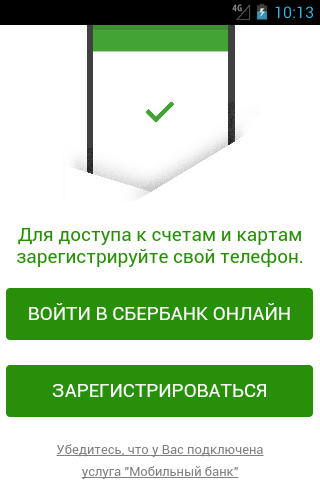 4G 10:13
Для доступа к счетам и картам
зарегистрируйте свой телефон.
ВОЙТИ В СБЕРБАНК ОНЛАЙН
ЗАРЕГИСТРИРОВАТЬСЯ
Убедитесь, что у Вас подключена
услуга "Мобильный банк"